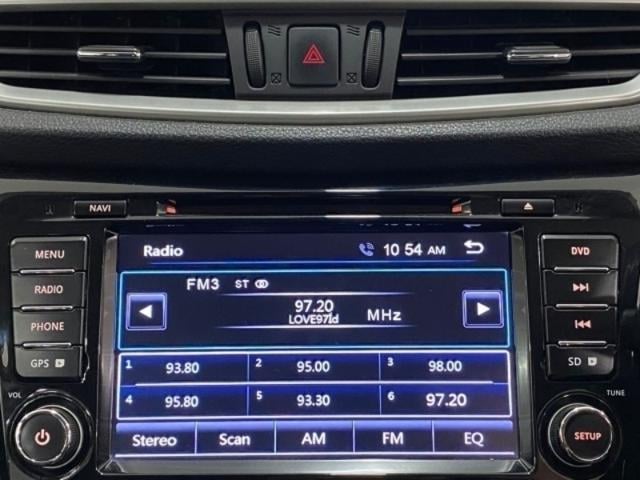 NAVI
MENU
RADIO
PHONE
GPS
VOL
Radio 10 54 AM
FM3 ST
97.20
LOVE971d MHz
1 93.80 2 95.00 3 98.00
4 95.80 5 93.30 6 97.20
Stereo Scan AM FM EQ
DVD
SD
TUNE
SETUP